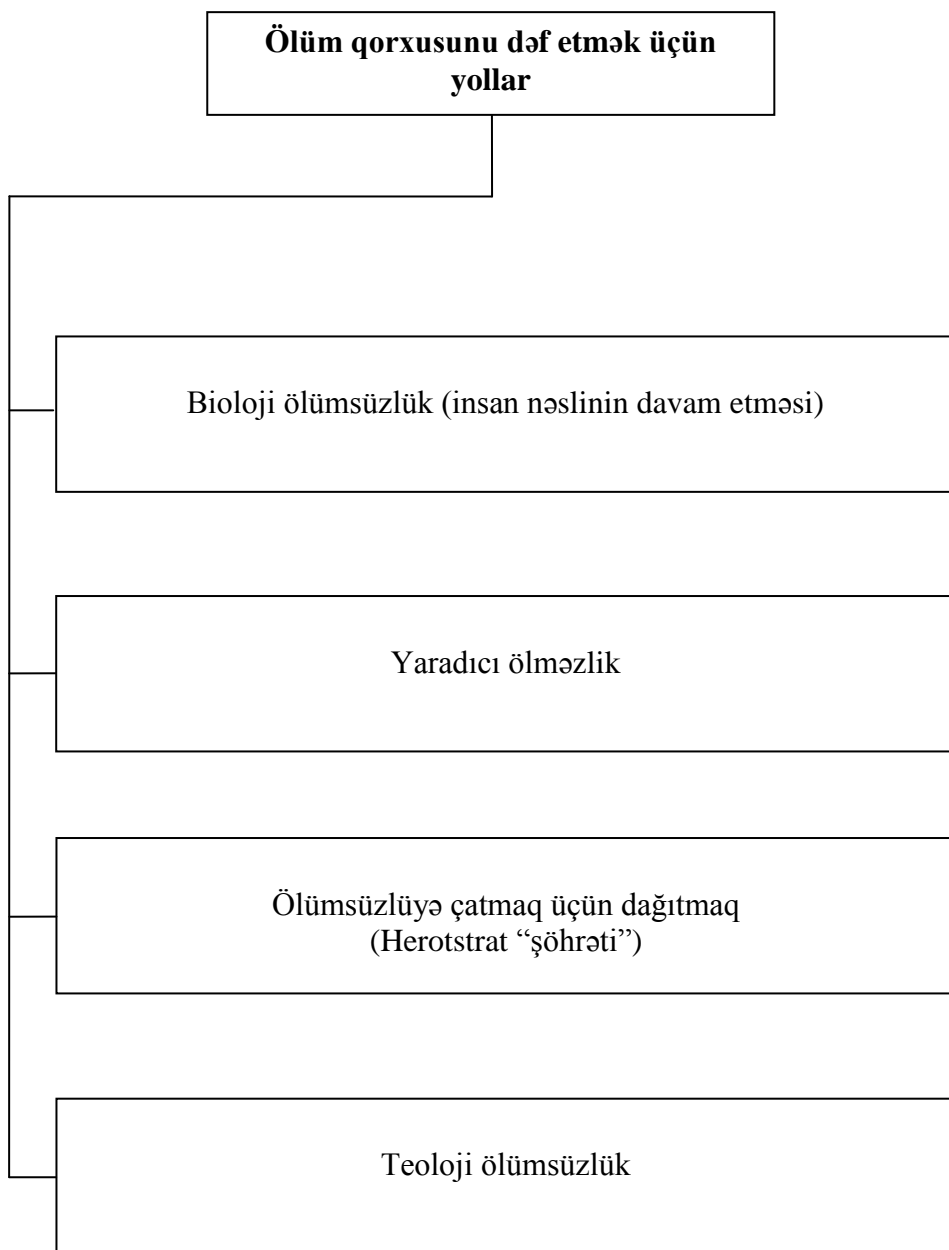 Ölüm qorxusunu dəf etmək üçün
yollar
Bioloji ölümsüzlük (insan nəslinin davam etməsi)
Yaradıcı ölməzlik
Ölümsüzlüyə çatmaq üçün dağıtmaq
(Herotstrat “şöhrəti”)
Teoloji ölümsüzlük